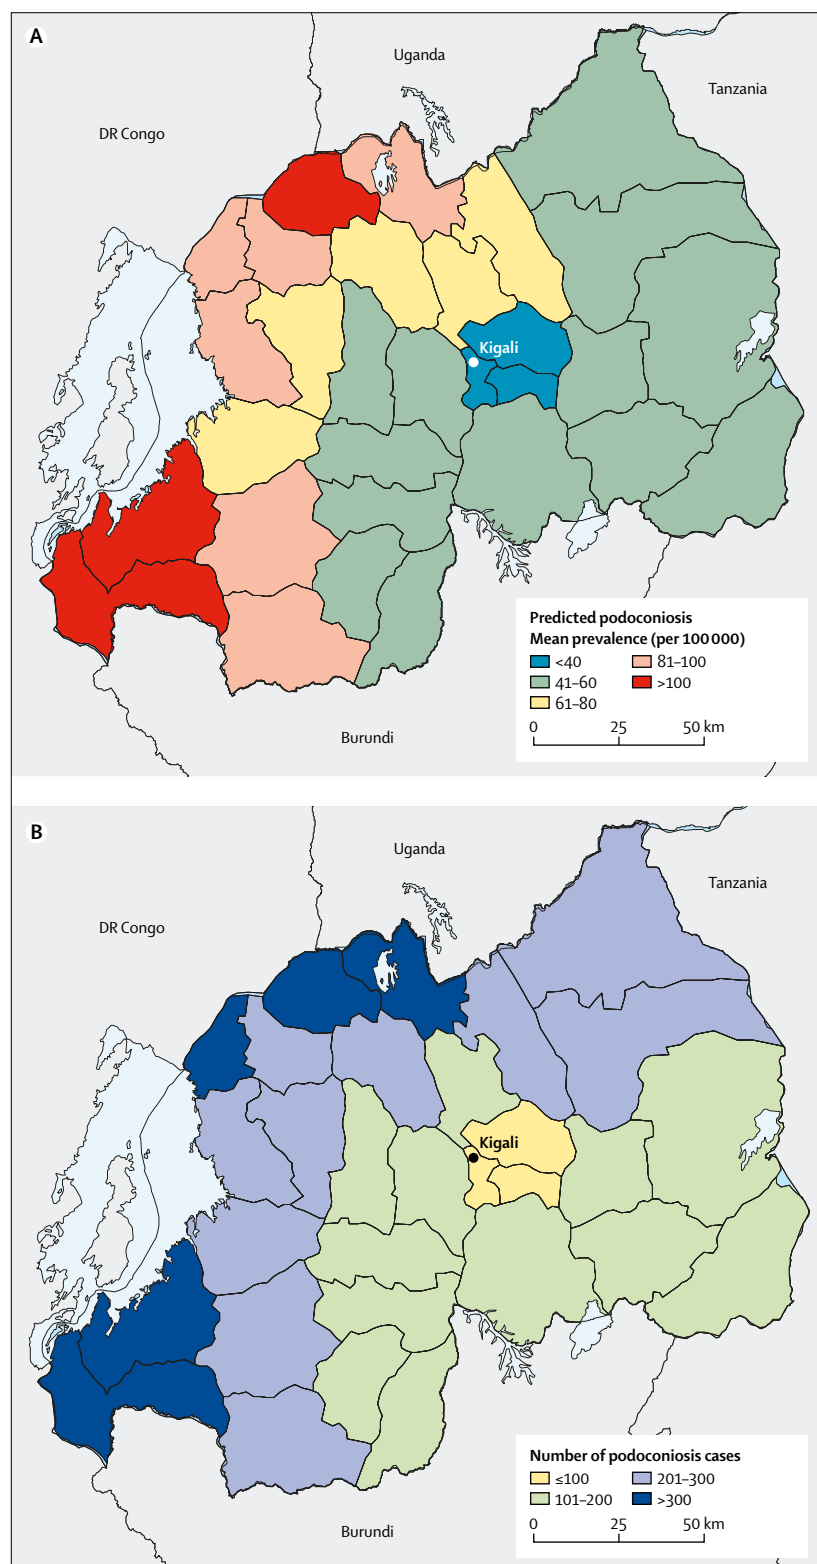 A
Uganda
Tanzania
DR Congo
Kigali
Burundi
Predicted podoconiosis
Mean prevalence (per 100 000)
<40
81–100
41–60
>100
61–80
0 25 50 km
B
Uganda
Tanzania
DR Congo
Kigali
Burundi
Number of podoconiosis cases
≤100
201–300
101–200
>300
0 25 50 km